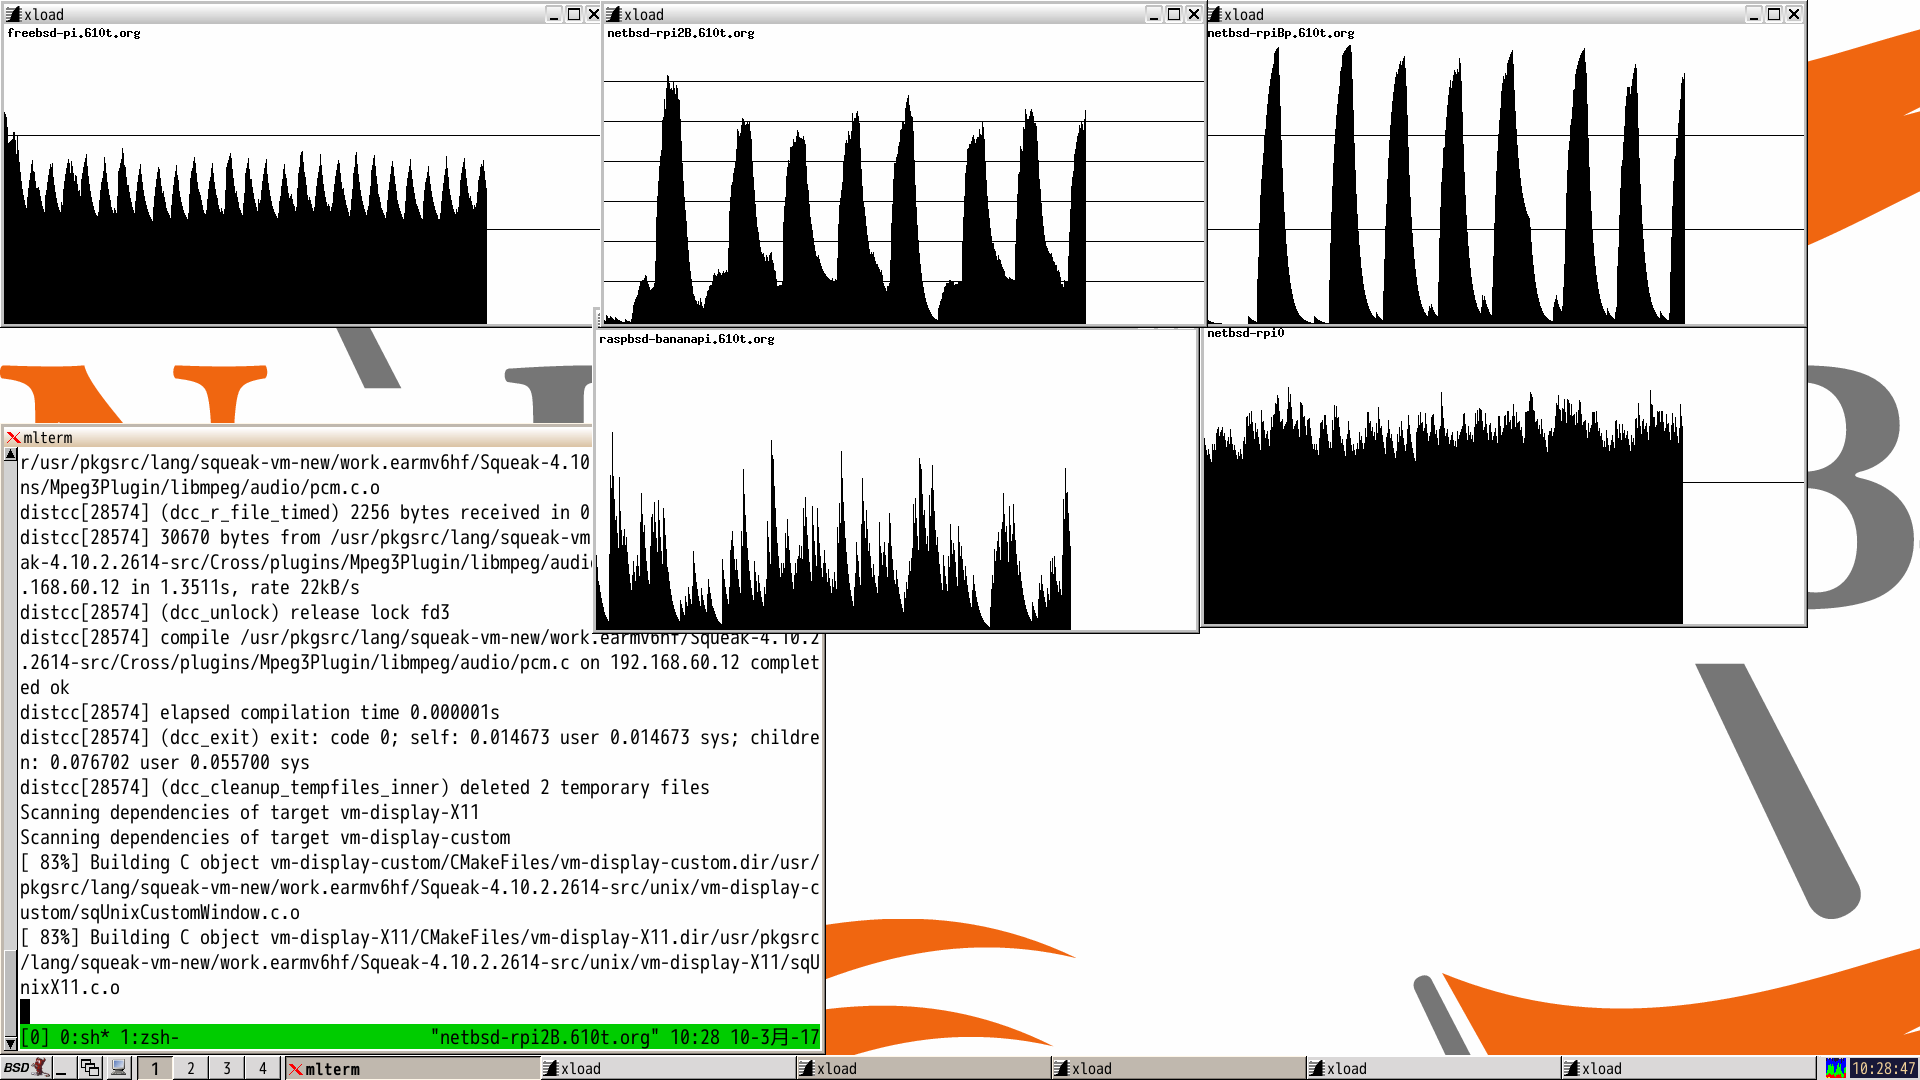 xload
xload
xload
freebsd-pi.610t.org
netbsd-rpi2B.610t.org
netbsd-rpiBp.610t.org
raspbsd-bananapi.610t.org
netbsd-rpi0
mlterm
r/usr/pkgsrc/lang/squeak-vm-new/work.earmv6hf/Squeak-4.10
ns/Mpeg3Plugin/libmpeg/audio/pcm.c.o
distcc[28574] (dcc_r_file_timed) 2256 bytes received in 0
distcc[28574] 30670 bytes from /usr/pkgsrc/lang/squeak-vm
ak-4.10.2.2614-src/Cross/plugins/Mpeg3Plugin/libmpeg/audi
.168.60.12 in 1.3511s, rate 22kB/s
distcc[28574] (dcc_unlock) release lock fd3
distcc[28574] compile /usr/pkgsrc/lang/squeak-vm-new/work.earmv6hf/Squeak-4.10.2
.2614-src/Cross/plugins/Mpeg3Plugin/libmpeg/audio/pcm.c on 192.168.60.12 complet
ed ok
distcc[28574] elapsed compilation time 0.000001s
distcc[28574] (dcc_exit) exit: code 0; self: 0.014673 user 0.014673 sys; childre
n: 0.076702 user 0.055700 sys
distcc[28574] (dcc_cleanup_tempfiles_inner) deleted 2 temporary files
Scanning dependencies of target vm-display-X11
Scanning dependencies of target vm-display-custom
[ 83%] Building C object vm-display-custom/CMakeFiles/vm-display-custom.dir/usr/
pkgsrc/lang/squeak-vm-new/work.earmv6hf/Squeak-4.10.2.2614-src/unix/vm-display-c
ustom/sqUnixCustomWindow.c.o
[ 83%] Building C object vm-display-X11/CMakeFiles/vm-display-X11.dir/usr/pkgsrc
/lang/squeak-vm-new/work.earmv6hf/Squeak-4.10.2.2614-src/unix/vm-display-X11/sqU
nixX11.c.o
[0] 0:sh* 1:zsh- "netbsd-rpi2B.610t.org" 10:28 10-3月-17
BSD 1 2 3 4 mlterm xload xload xload xload xload 10:28:47